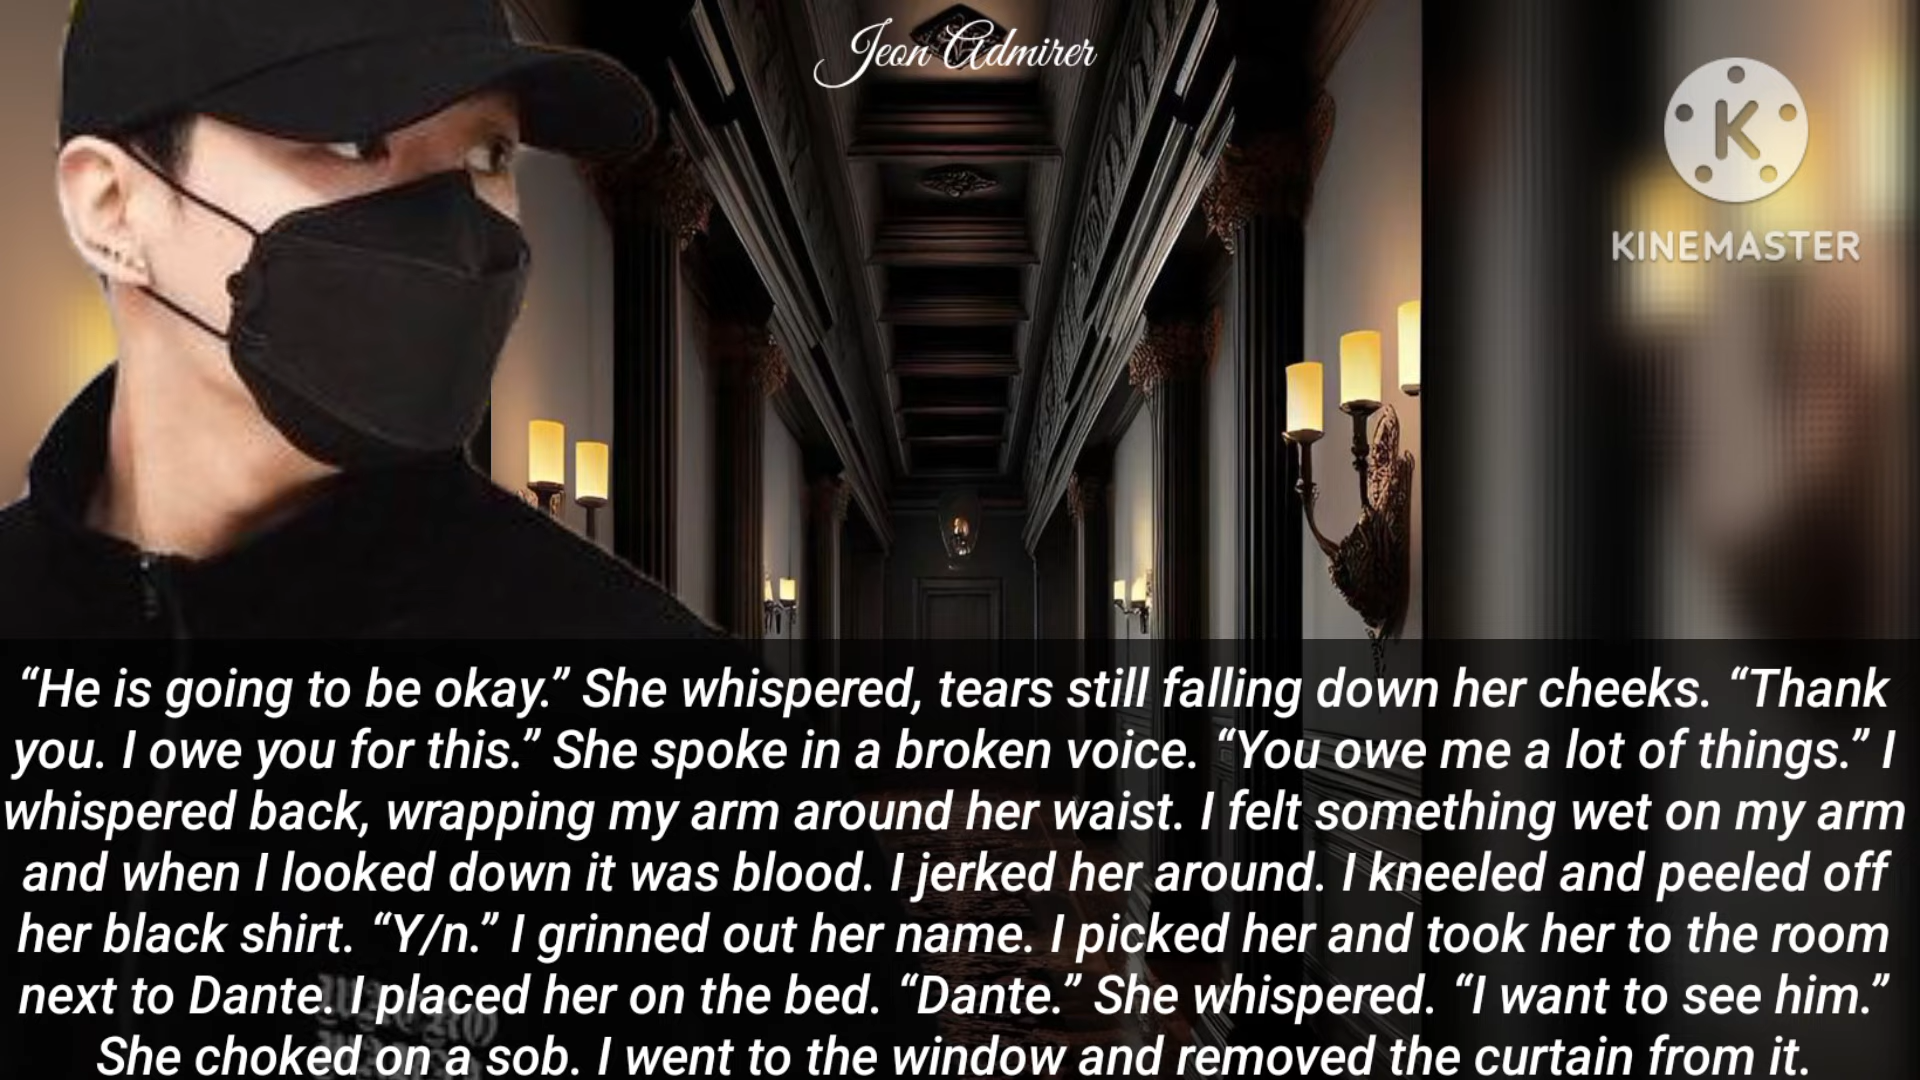 Jeon Admirer
K
KINEMASTER
“He is going to be okay.” She whispered, tears still falling down her cheeks. “Thank
you. I owe you for this.” She spoke in a broken voice. “You owe me a lot of things.” I
whispered back, wrapping my arm around her waist. I felt something wet on my arm
and when I looked down it was blood. I jerked her around. I kneeled and peeled off
her black shirt. “Y/n.” I grinned out her name. I picked her and took her to the room
next to Dante. I placed her on the bed. “Dante.” She whispered. “I want to see him.”
She choked on a sob. I went to the window and removed the curtain from it.